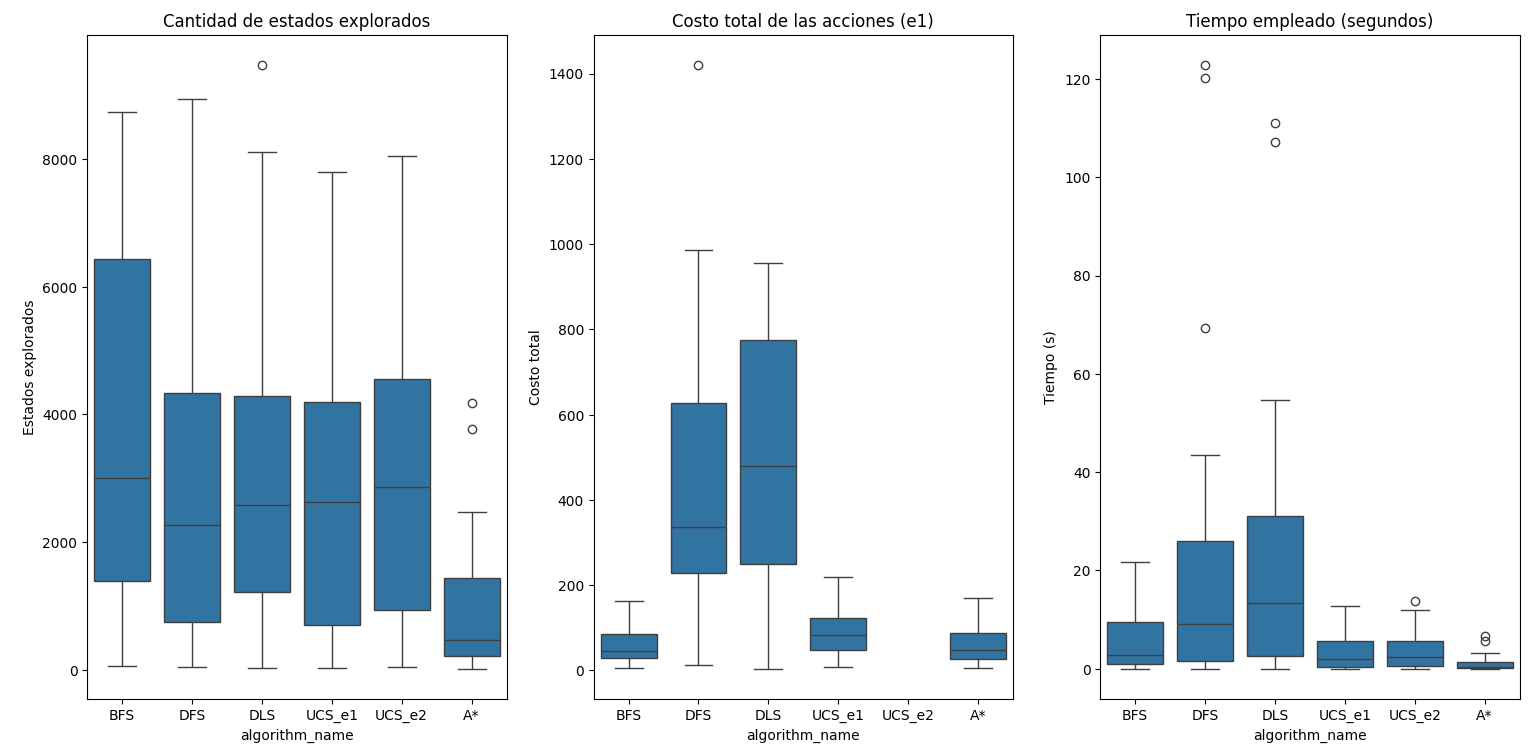 Cantidad de estados explorados
Estados explorados
8000
6000
4000
2000
0
BFS DFS DLS UCS_e1 UCS_e2 A*
algorithm_name
Costo total de las acciones (e1)
Costo total
1400
1200
1000
800
600
400
200
0
BFS DFS DLS UCS_e1 UCS_e2 A*
algorithm_name
Tiempo empleado (segundos)
Tiempo (s)
120
100
80
60
40
20
0
BFS DFS DLS UCS_e1 UCS_e2 A*
algorithm_name